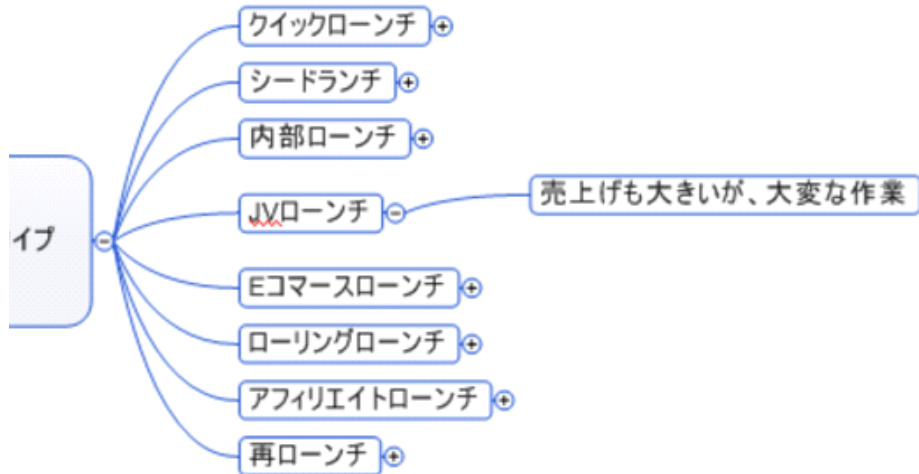 クイックローンチ
シードランチ
内部ローンチ
JVローンチ
売上げも大きいが、大変な作業
イプ
Eコマースローンチ
ローリングローンチ
アフィリエイトローンチ
再ローンチ